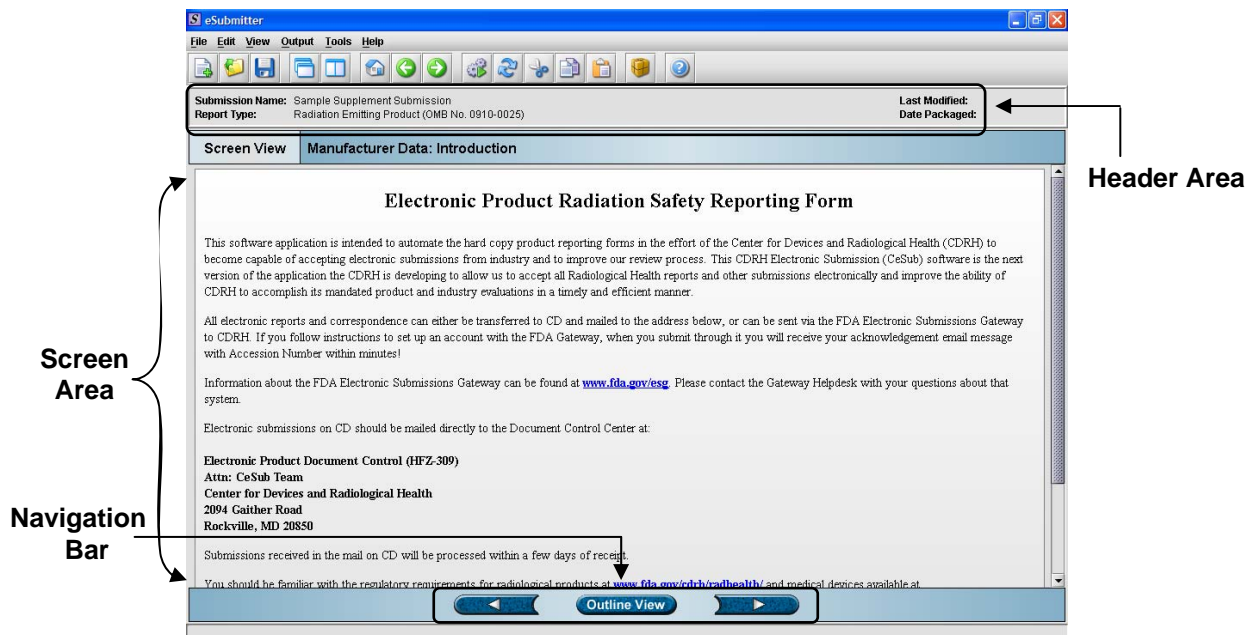 eSubmitter
File Edit View Output Tools Help
Submission Name: Sample Supplement Submission
Last Modified:
Report Type: Radiation Emitting Product (OMB No. 0910-0025)
Date Packaged:
Header Area
Screen View
Manufacturer Data: Introduction
Electronic Product Radiation Safety Reporting Form
This software application is intended to automate the hard copy product reporting forms in the effort of the Center for Devices and Radiological Health (CDRH) to
become capable of accepting electronic submissions from industry and to improve our review process. This CDRH Electronic Submission (CeSub) software is the next
version of the application the CDRH is developing to allow us to accept all Radiological Health reports and other submissions electronically and improve the ability of
CDRH to accomplish its mandated product and industry evaluations in a timely and efficient manner.
All electronic reports and correspondence can either be transferred to CD and mailed to the address below, or can be sent via the FDA Electronic Submissions Gateway
to CDRH. If you follow instructions to set up an account with the FDA Gateway, when you submit through it you will receive your acknowledgement email message
with Accession Number within minutes!
Screen
Area
Information about the FDA Electronic Submissions Gateway can be found at www.fda.gov/esg. Please contact the Gateway Helpdesk with your questions about that
system.
Electronic submissions on CD should be mailed directly to the Document Control Center at:
Electronic Product Document Control (HFZ-309)
Attn: CeSub Team
Center for Devices and Radiological Health
2094 Gaither Road
Rockville, MD 20850
Navigation
Bar
Submissions received in the mail on CD will be processed within a few days of receipt.
You should be familiar with the regulatory requirements for radiological products at www.fda.gov/cdrh/radhealth/ and medical devices available at
Outline View